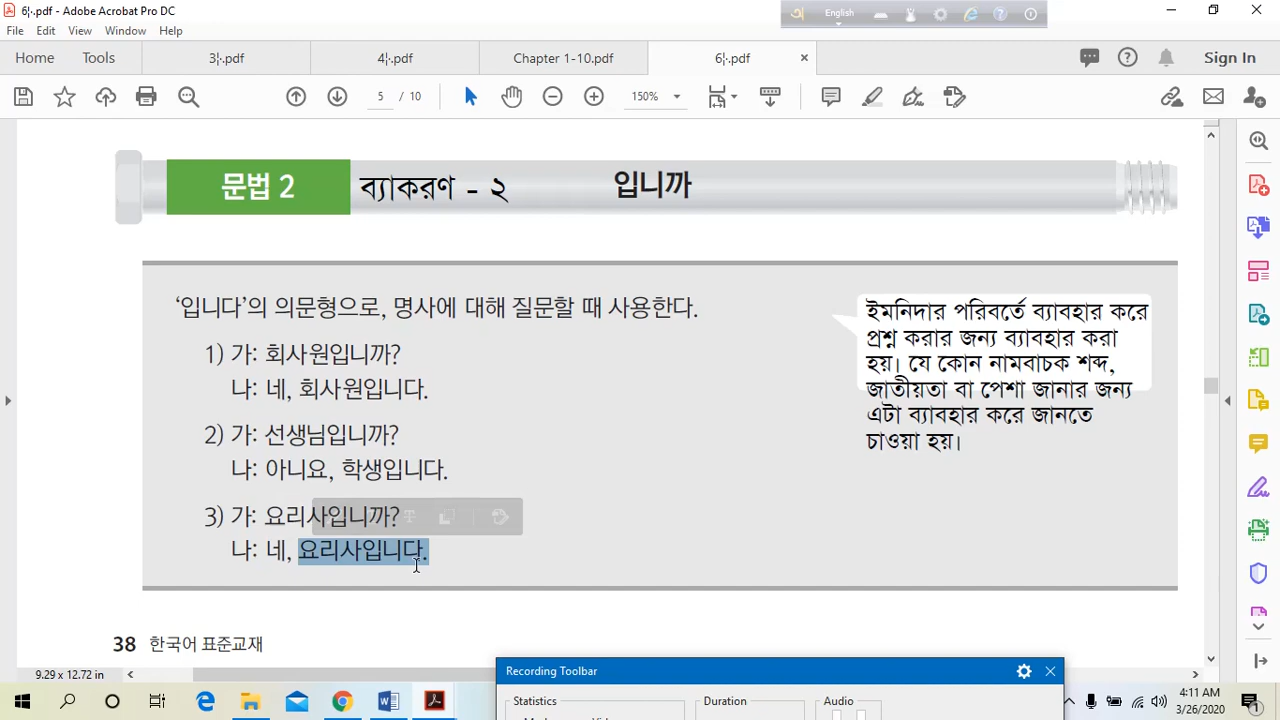 6¦·.pdf - Adobe Acrobat Pro DC
English
File Edit View Window Help
Home Tools 3¦·.pdf 4¦·.pdf Chapter 1-10.pdf 6¦·.pdf Sign In
5 / 10 150%
문법 2 ব্যাকরণ - ২ 입니까
‘입니다’의 의문형으로, 명사에 대해 질문할 때 사용한다.
1) 가: 회사원입니까?
나: 네, 회사원입니다.
2) 가: 선생님입니까?
나: 아니요, 학생입니다.
3) 가: 요리사입니까?
나: 네, 요리사입니다.
ইমনিদার পরিবর্তে ব্যাবহার করে
প্রশ্ন করার জন্য ব্যাবহার করা
হয়। যে কোন নামবাচক শব্দ,
জাতীয়তা বা পেশা জানার জন্য
এটা ব্যাবহার করে জানতে
চাওয়া হয়।
38 한국어 표준교재
9.29 x 12.72 in
Recording Toolbar
Statistics Duration Audio
4:11 AM
3/26/2020